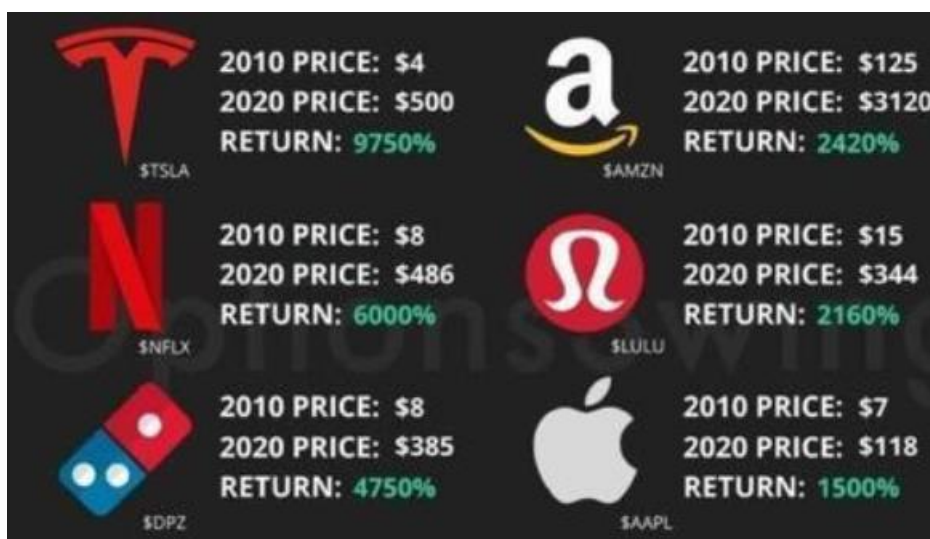 2010 PRICE: $4
2020 PRICE: $500
RETURN: 9750%
$TSLA
a
2010 PRICE: $125
2020 PRICE: $3120
RETURN: 2420%
$AMZN
N
2010 PRICE: $8
2020 PRICE: $486
RETURN: 6000%
$NFLX
2010 PRICE: $15
2020 PRICE: $344
RETURN: 2160%
$LULU
2010 PRICE: $8
2020 PRICE: $385
RETURN: 4750%
$DPZ
2010 PRICE: $7
2020 PRICE: $118
RETURN: 1500%
$AAPL